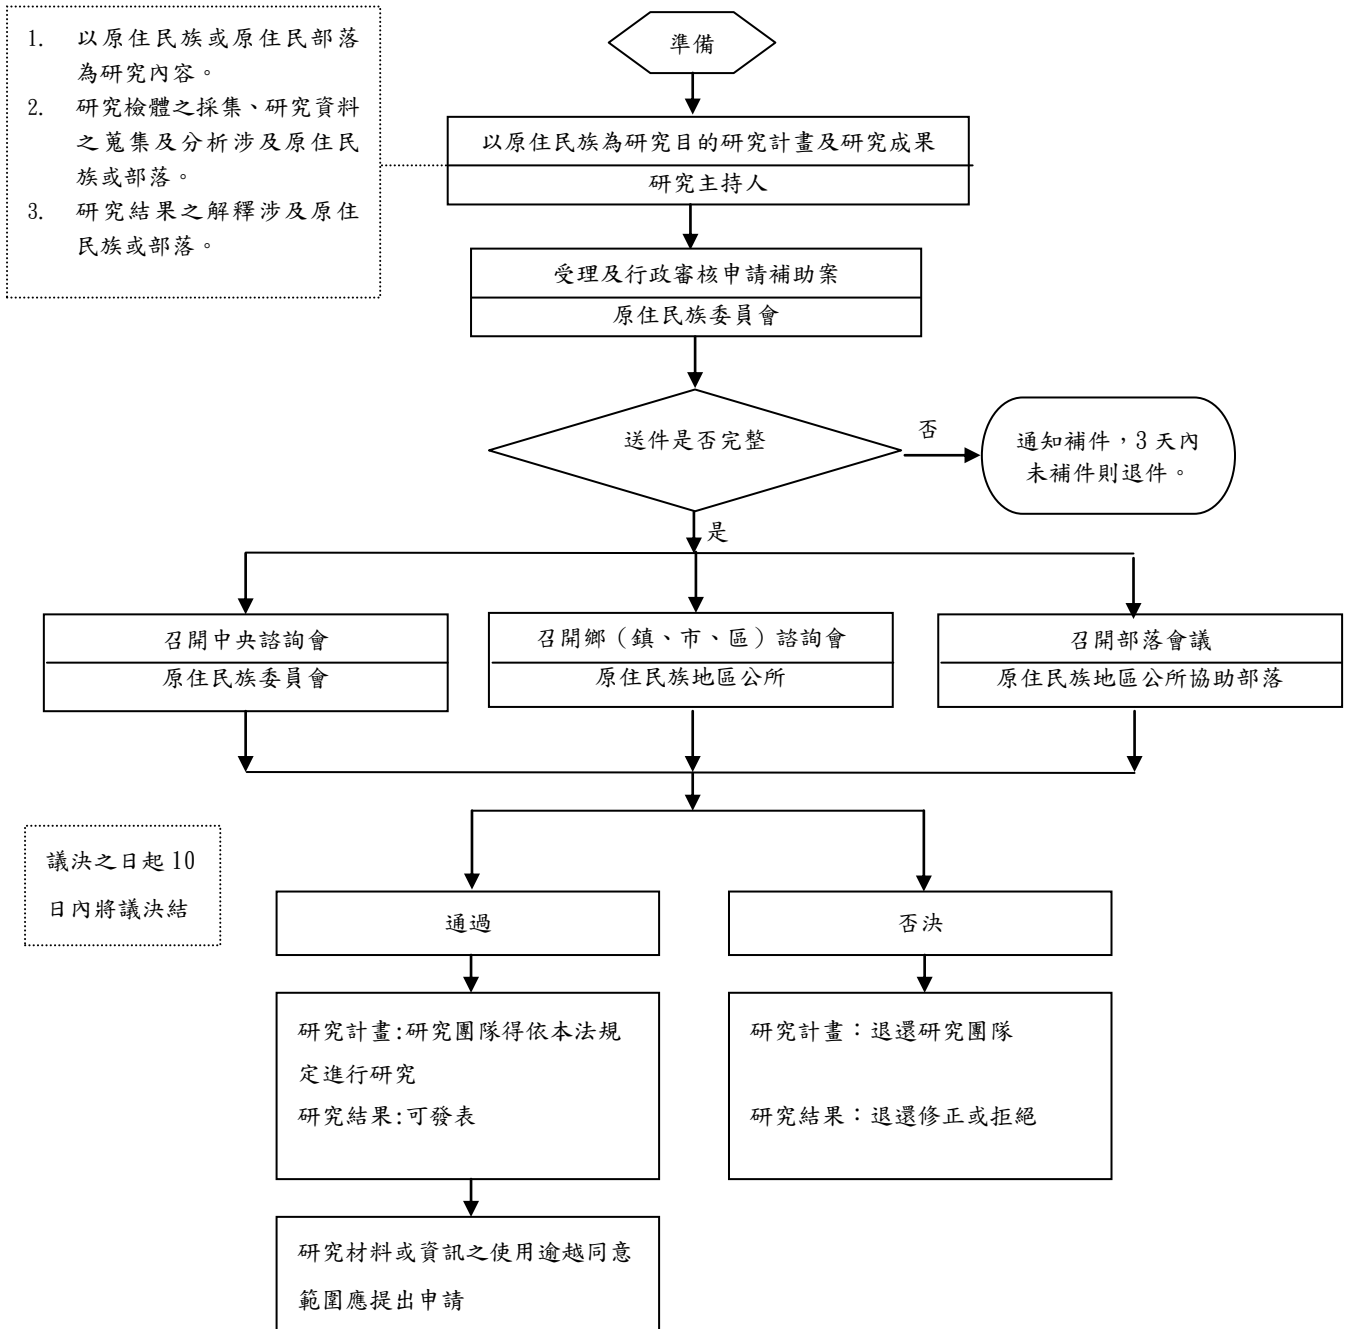 1. 以原住民族或原住民部落
為研究內容。
2. 研究檢體之採集、研究資料
之蒐集及分析涉及原住民
族或部落。
3. 研究結果之解釋涉及原住
民族或部落。
準備
以原住民族為研究目的研究計畫及研究成果
研究主持人
受理及行政審核申請補助案
原住民族委員會
送件是否完整
否
通知補件，3 天內
未補件則退件。
是
召開中央諮詢會
原住民族委員會
召開鄉（鎮、市、區）諮詢會
原住民族地區公所
召開部落會議
原住民族地區公所協助部落
議決之日起 10
日內將議決結
通過
否決
研究計畫:研究團隊得依本法規
定進行研究
研究結果:可發表
研究計畫：退還研究團隊
研究結果：退還修正或拒絕
研究材料或資訊之使用逾越同意
範圍應提出申請